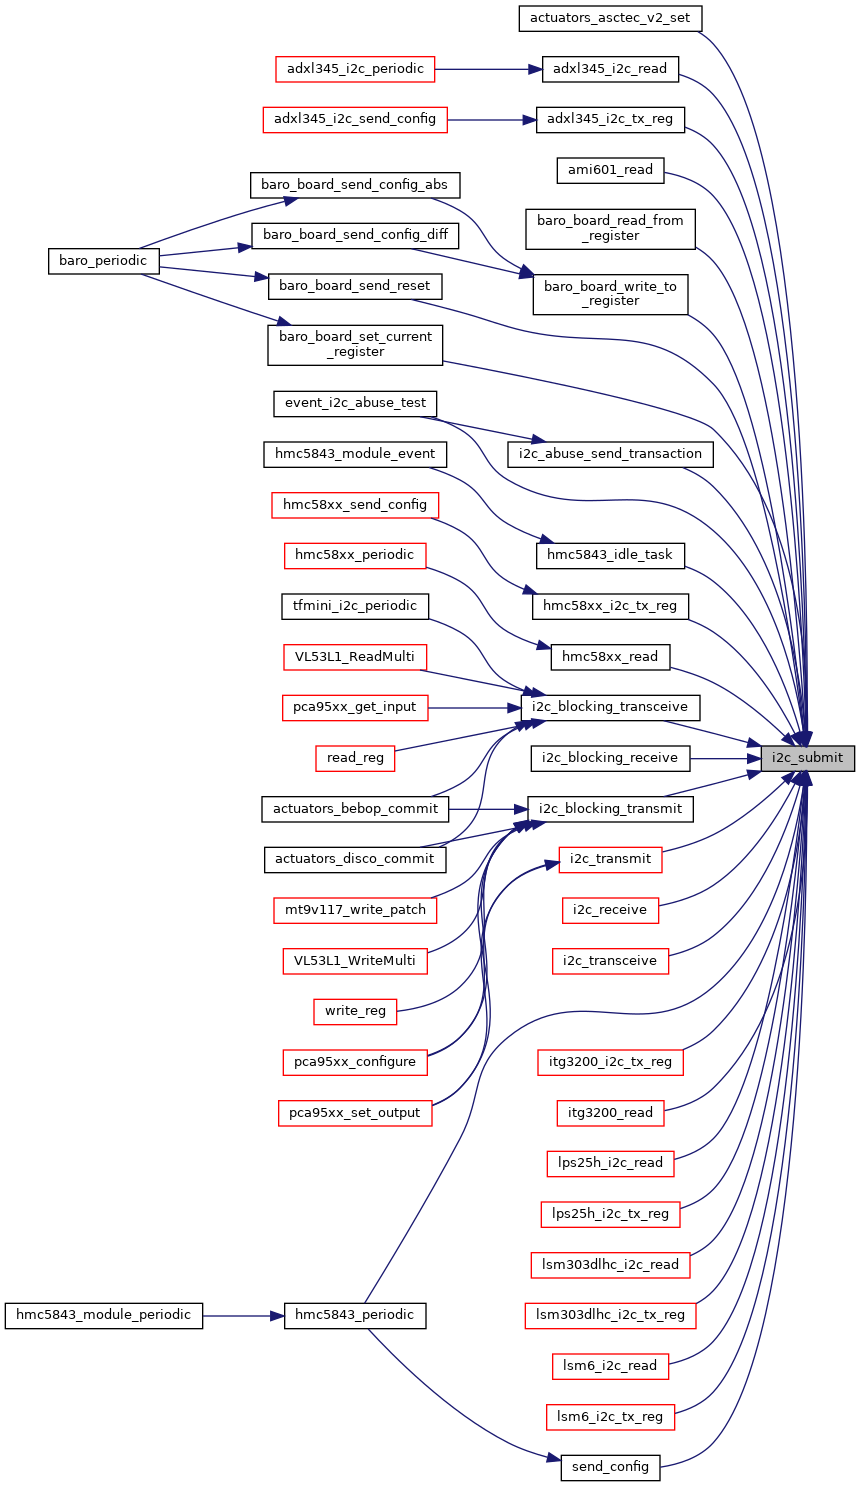 actuators_asctec_v2_set
adxl345_i2c_periodic
adxl345_i2c_read
adxl345_i2c_send_config
adxl345_i2c_tx_reg
ami601_read
baro_board_send_config_abs
baro_board_read_from
_register
baro_board_send_config_diff
baro_periodic
baro_board_send_reset
baro_board_write_to
_register
baro_board_set_current
_register
event_i2c_abuse_test
hmc5843_module_event
i2c_abuse_send_transaction
hmc58xx_send_config
hmc58xx_periodic
hmc5843_idle_task
tfmini_i2c_periodic
hmc58xx_i2c_tx_reg
VL53L1_ReadMulti
hmc58xx_read
pca95xx_get_input
i2c_blocking_transceive
read_reg
i2c_blocking_receive
i2c_submit
actuators_bebop_commit
i2c_blocking_transmit
actuators_disco_commit
i2c_transmit
mt9v117_write_patch
i2c_receive
VL53L1_WriteMulti
i2c_transceive
write_reg
pca95xx_configure
itg3200_i2c_tx_reg
pca95xx_set_output
itg3200_read
lps25h_i2c_read
lps25h_i2c_tx_reg
lsm303dlhc_i2c_read
hmc5843_module_periodic
hmc5843_periodic
lsm303dlhc_i2c_tx_reg
lsm6_i2c_read
lsm6_i2c_tx_reg
send_config